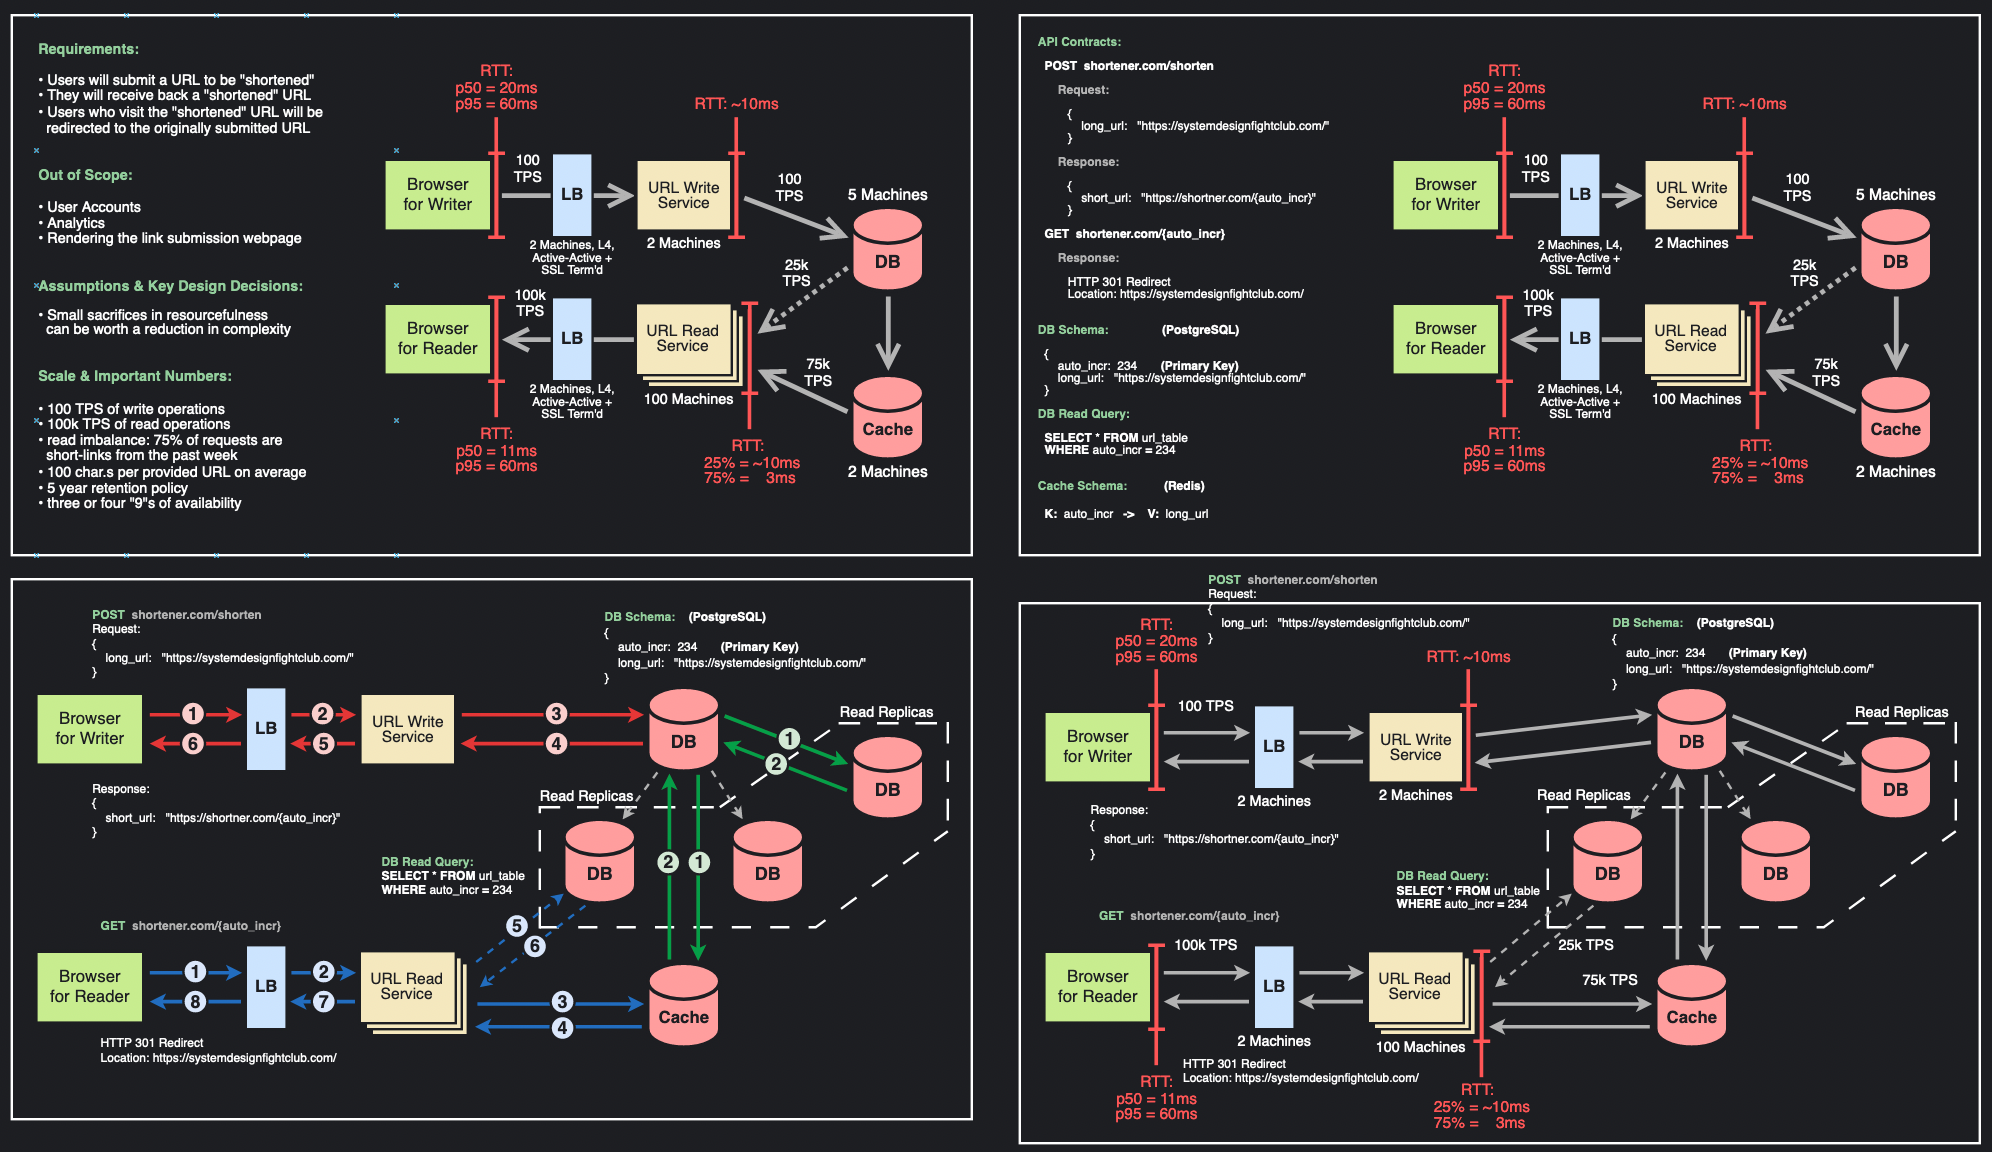 Requirements:
• Users will submit a URL to be "shortened"
• They will receive back a "shortened" URL
• Users who visit the "shortened" URL will be
redirected to the originally submitted URL
Out of Scope:
• User Accounts
• Analytics
• Rendering the link submission webpage
Assumptions & Key Design Decisions:
• Small sacrifices in resourcefulness
can be worth a reduction in complexity
Scale & Important Numbers:
• 100 TPS of write operations
• 100k TPS of read operations
• read imbalance: 75% of requests are
short-links from the past week
• 100 char.s per provided URL on average
• 5 year retention policy
• three or four "9"s of availability
RTT:
p50 = 20ms
p95 = 60ms
RTT: ~10ms
Browser
for Writer
100
TPS
LB
2 Machines, L4,
Active-Active +
SSL Term'd
URL Write
Service
2 Machines
100
TPS
5 Machines
DB
25k
TPS
Browser
for Reader
100k
TPS
LB
2 Machines, L4,
Active-Active +
SSL Term'd
URL Read
Service
100 Machines
75k
TPS
Cache
2 Machines
RTT:
p50 = 11ms
p95 = 60ms
RTT:
25% = ~10ms
75% = 3ms
API Contracts:
POST shortener.com/shorten
Request:
{
long_url: "https://systemdesignfightclub.com/"
}
Response:
{
short_url: "https://shortner.com/{auto_incr}"
}
GET shortener.com/{auto_incr}
Response:
HTTP 301 Redirect
Location: https://systemdesignfightclub.com/
DB Schema: (PostgreSQL)
{
auto_incr: 234 (Primary Key)
long_url: "https://systemdesignfightclub.com/"
}
DB Read Query:
SELECT * FROM url_table
WHERE auto_incr = 234
Cache Schema: (Redis)
K: auto_incr -> V: long_url
RTT:
p50 = 20ms
p95 = 60ms
RTT: ~10ms
Browser
for Writer
100
TPS
LB
2 Machines, L4,
Active-Active +
SSL Term'd
URL Write
Service
2 Machines
100
TPS
5 Machines
DB
25k
TPS
Browser
for Reader
100k
TPS
LB
2 Machines, L4,
Active-Active +
SSL Term'd
URL Read
Service
100 Machines
75k
TPS
Cache
2 Machines
RTT:
p50 = 11ms
p95 = 60ms
RTT:
25% = ~10ms
75% = 3ms
POST shortener.com/shorten
Request:
{
long_url: "https://systemdesignfightclub.com/"
}
DB Schema: (PostgreSQL)
{
auto_incr: 234 (Primary Key)
long_url: "https://systemdesignfightclub.com/"
}
Browser
for Writer
1
6
LB
2
5
URL Write
Service
3
4
DB
1
2
Read Replicas
DB
Response:
{
short_url: "https://shortner.com/{auto_incr}"
}
Read Replicas
DB
DB
2
1
DB Read Query:
SELECT * FROM url_table
WHERE auto_incr = 234
5
6
GET shortener.com/{auto_incr}
Browser
for Reader
1
8
LB
2
7
URL Read
Service
3
4
Cache
HTTP 301 Redirect
Location: https://systemdesignfightclub.com/
POST shortener.com/shorten
Request:
{
long_url: "https://systemdesignfightclub.com/"
}
RTT:
p50 = 20ms
p95 = 60ms
RTT: ~10ms
DB Schema: (PostgreSQL)
{
auto_incr: 234 (Primary Key)
long_url: "https://systemdesignfightclub.com/"
}
Browser
for Writer
100 TPS
LB
2 Machines
URL Write
Service
2 Machines
DB
Read Replicas
DB
Response:
{
short_url: "https://shortner.com/{auto_incr}"
}
Read Replicas
DB
DB
DB Read Query:
SELECT * FROM url_table
WHERE auto_incr = 234
GET shortener.com/{auto_incr}
Browser
for Reader
100k TPS
LB
2 Machines
URL Read
Service
100 Machines
25k TPS
75k TPS
Cache
HTTP 301 Redirect
Location: https://systemdesignfightclub.com/
RTT:
p50 = 11ms
p95 = 60ms
RTT:
25% = ~10ms
75% = 3ms